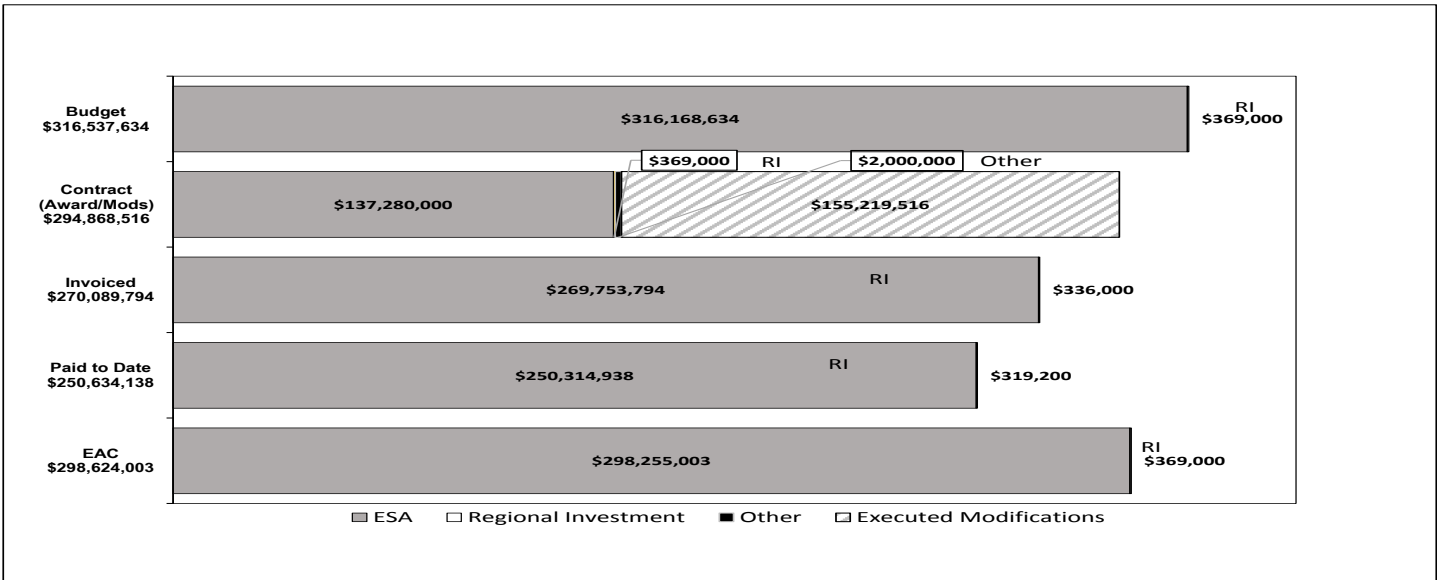 Budget
$316,537,634
$316,168,634
RI
$369,000
Contract
(Award/Mods)
$294,868,516
$137,280,000
$369,000 RI
$2,000,000 Other
$155,219,516
Invoiced
$270,089,794
$269,753,794
RI
$336,000
Paid to Date
$250,634,138
$250,314,938
RI
$319,200
EAC
$298,624,003
$298,255,003
RI
$369,000
ESA Regional Investment Other Executed Modifications